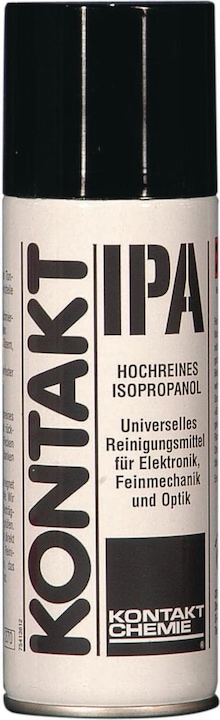 KONTAKT
IPA
HOCHREINES
ISOPROPANOL
Universelles
Reinigungsmittel
für Elektronik,
Feinmechanik
und Optik
KONTAKT
CHEMIE